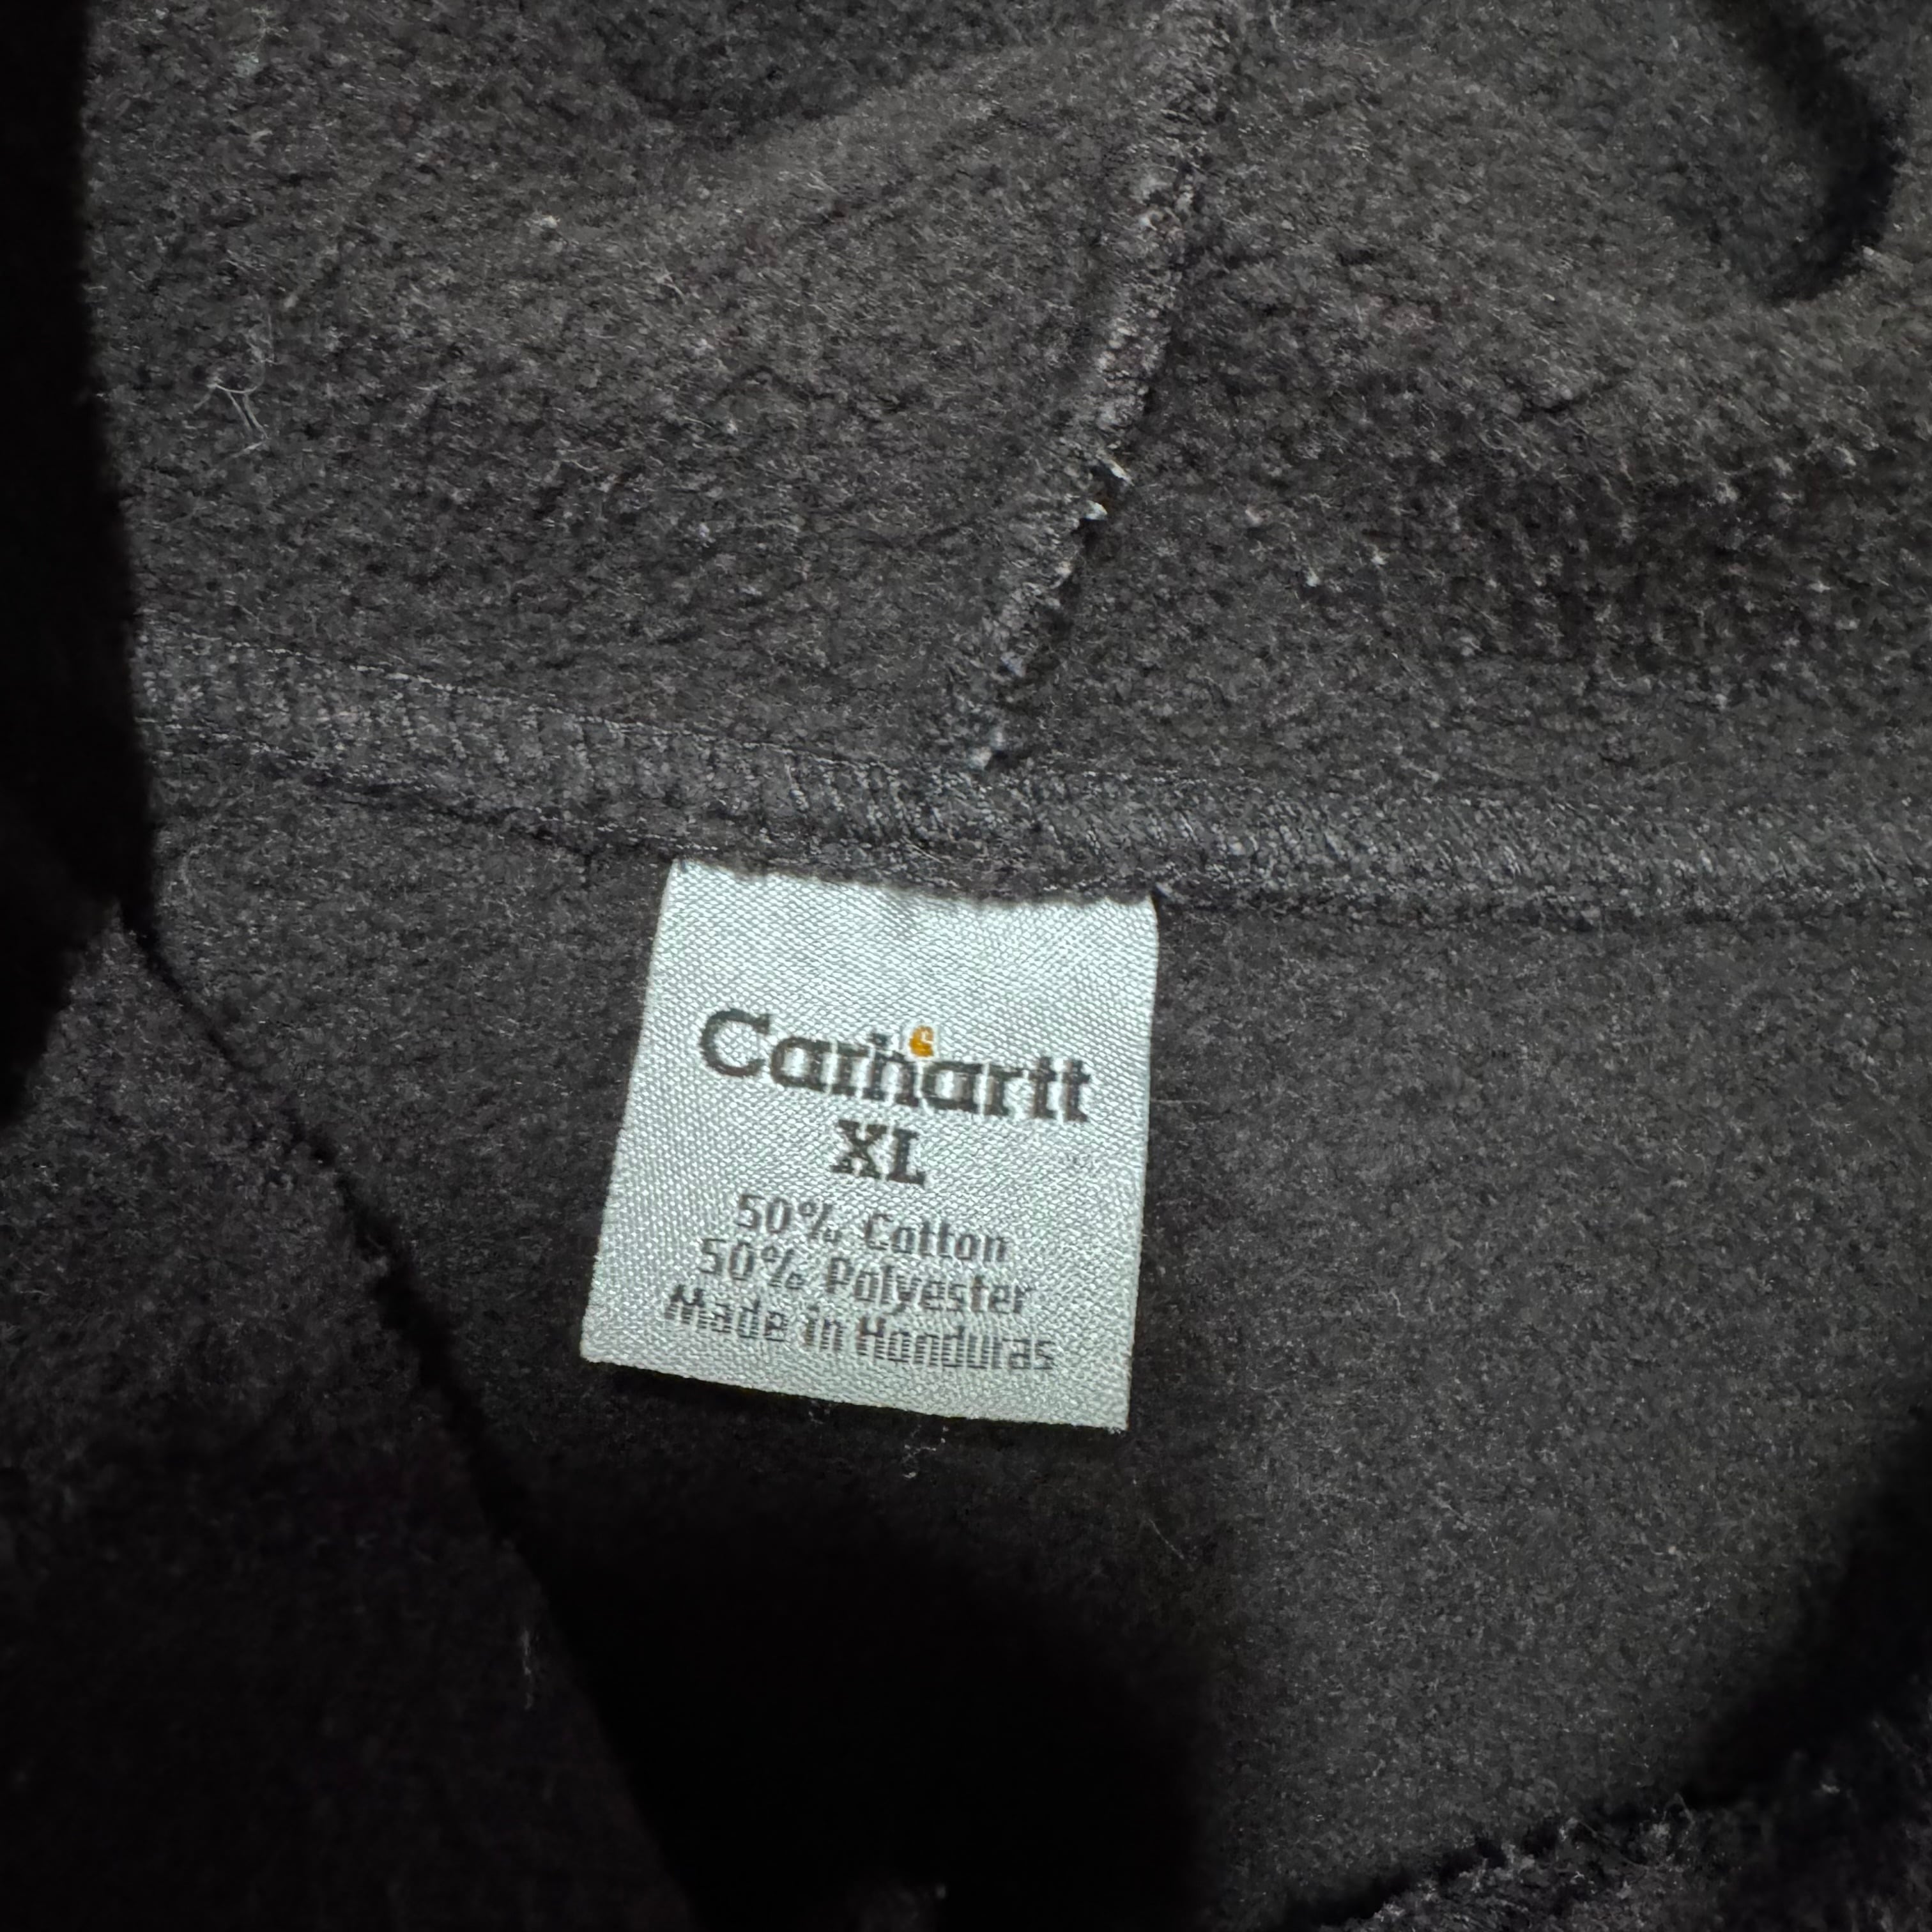 Carhartt
XL
50% Cotton
50% Polyester
Made in Honduras